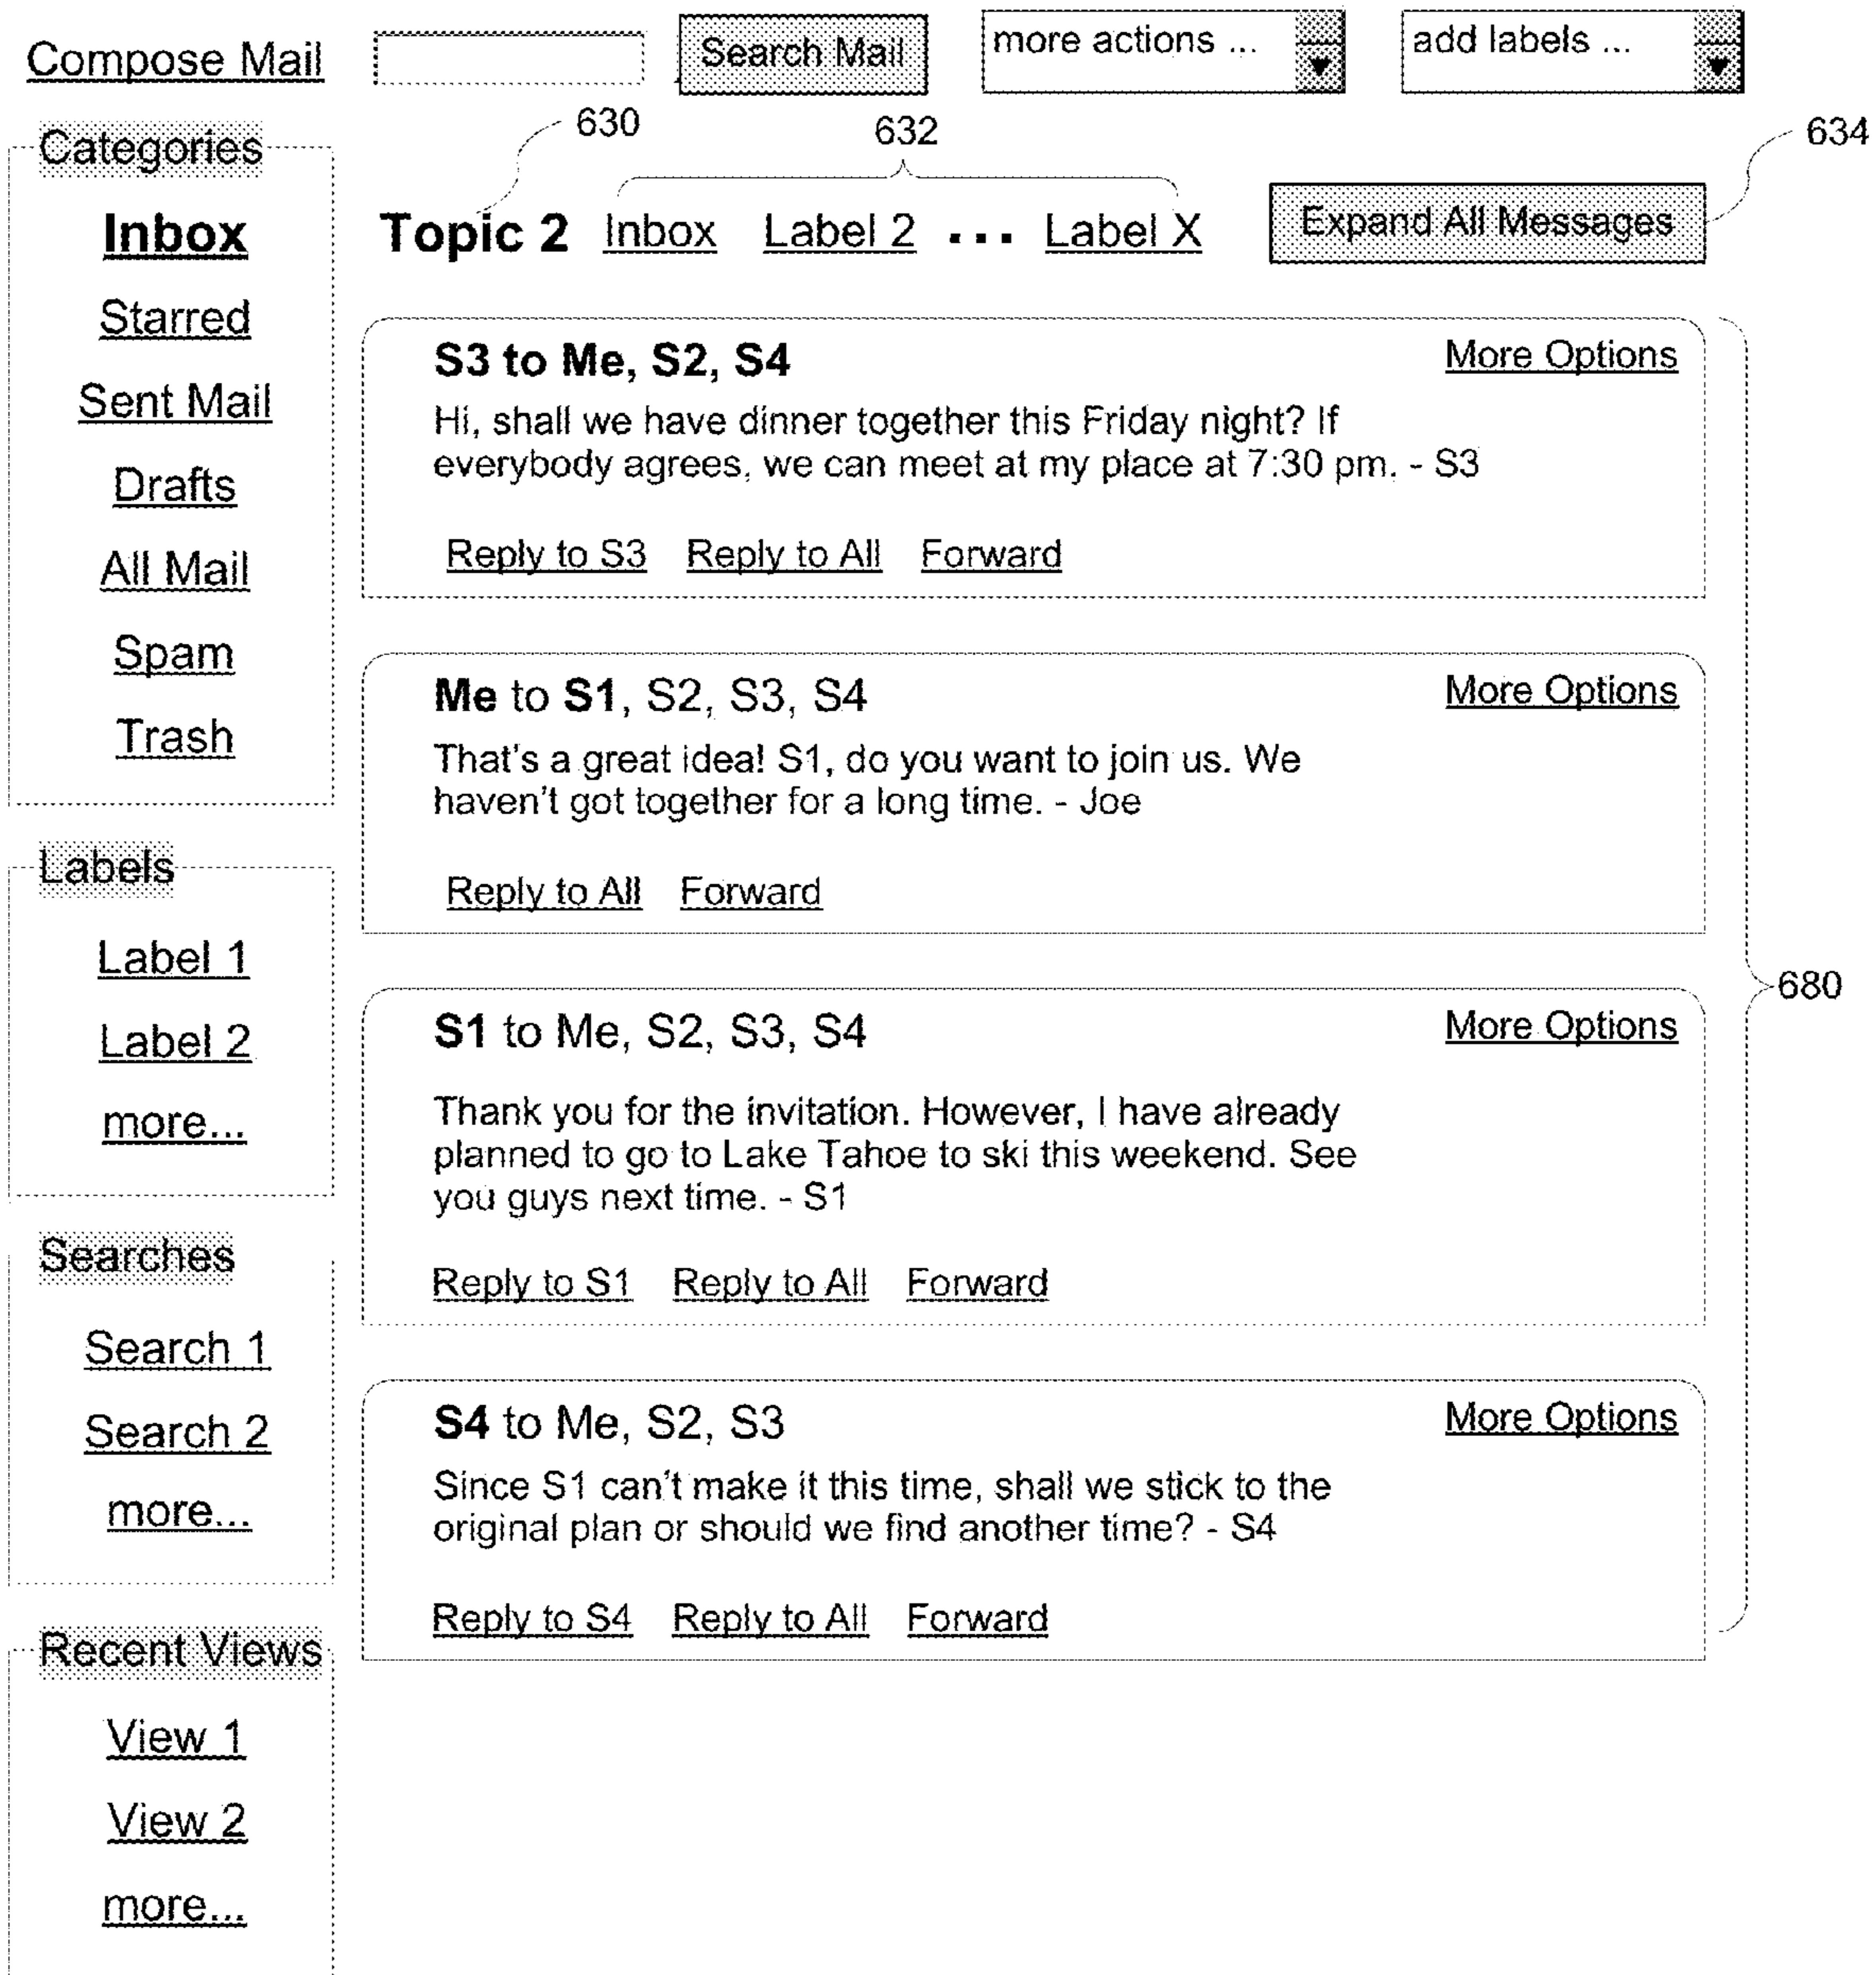 Compose Mail
Search Mail
more actions ...
add labels ...
630
632
634
Categories
Inbox
Starred
Sent Mail
Drafts
All Mail
Spam
Trash
Labels
Label 1
Label 2
more...
Searches
Search 1
Search 2
more...
Recent Views
View 1
View 2
more...
Topic 2 Inbox Label 2 ... Label X
Expand All Messages
S3 to Me, S2, S4
More Options
Hi, shall we have dinner together this Friday night? If
everybody agrees, we can meet at my place at 7:30 pm. - S3
Reply to S3 Reply to All Forward
Me to S1, S2, S3, S4
More Options
That's a great idea! S1, do you want to join us. We
haven't got together for a long time. - Joe
Reply to All Forward
S1 to Me, S2, S3, S4
More Options
Thank you for the invitation. However, I have already
planned to go to Lake Tahoe to ski this weekend. See
you guys next time. - S1
Reply to S1 Reply to All Forward
S4 to Me, S2, S3
More Options
Since S1 can't make it this time, shall we stick to the
original plan or should we find another time? - S4
Reply to S4 Reply to All Forward
680